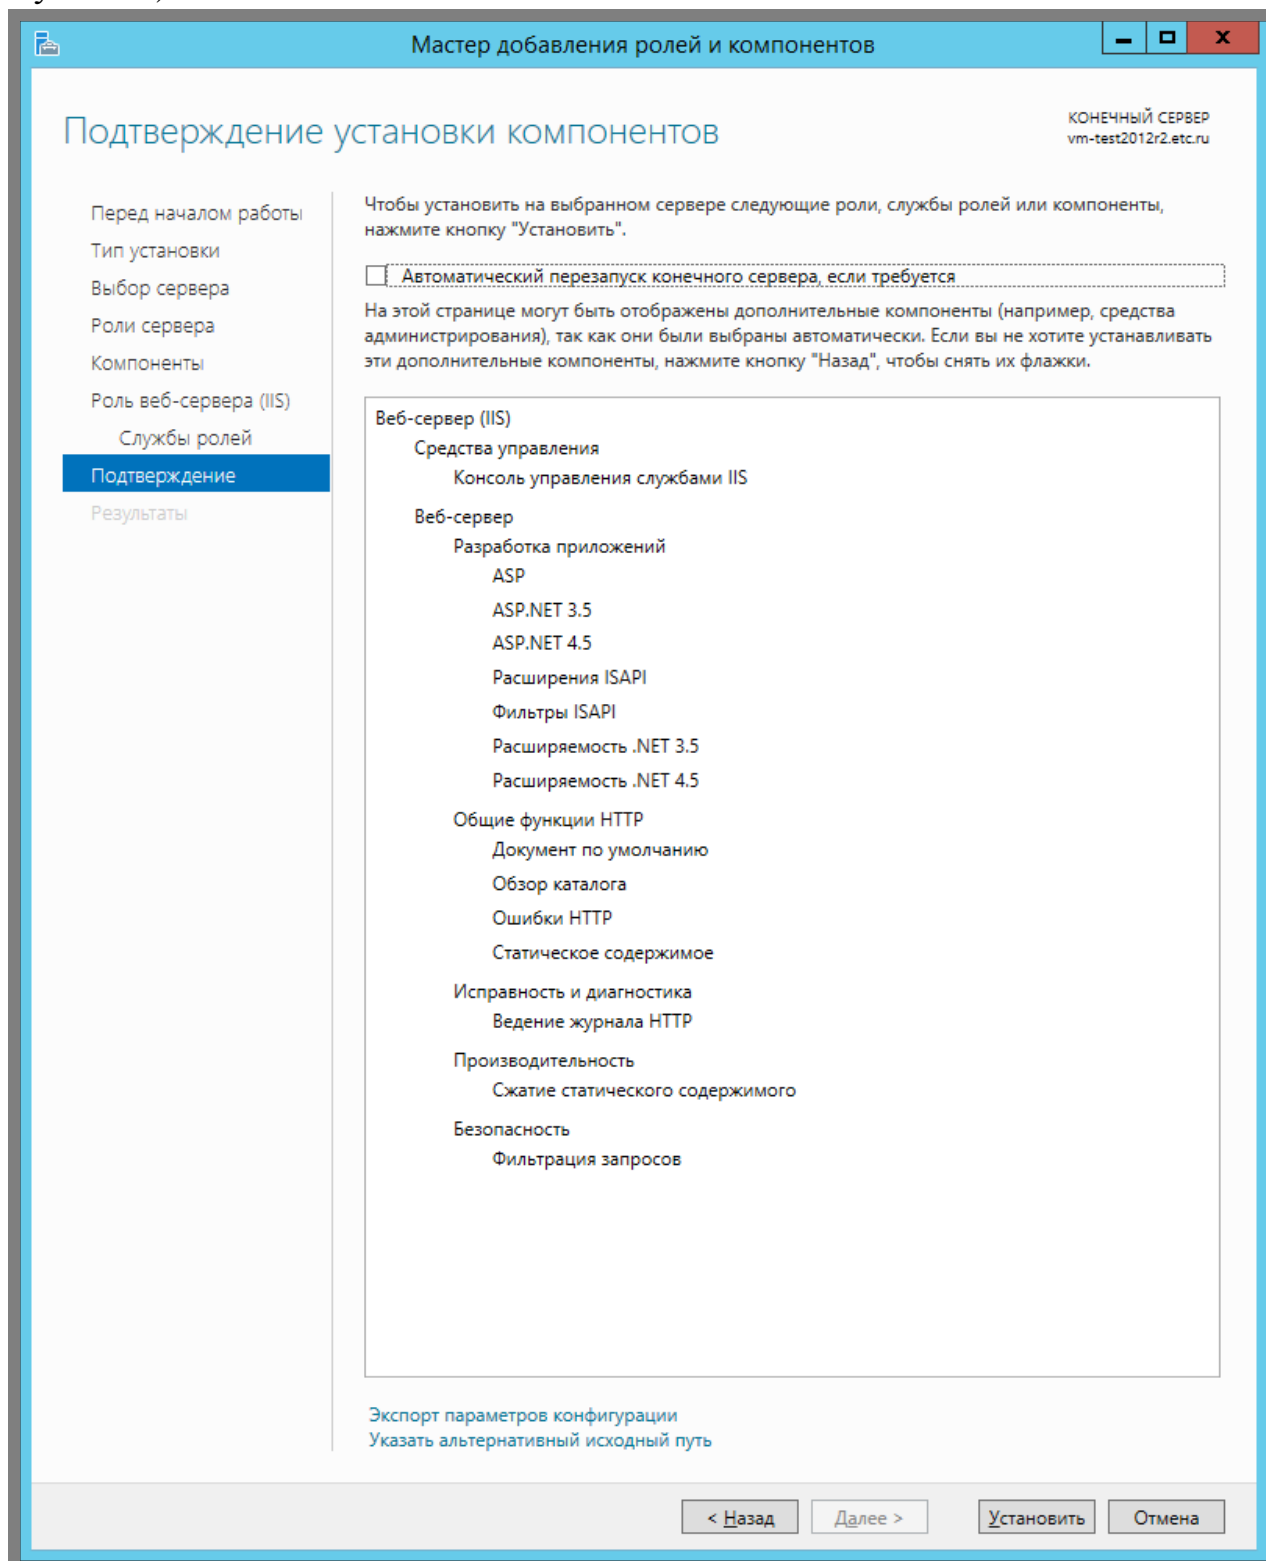 Мастер добавления ролей и компонентов
Подтверждение установки компонентов
КОНЕЧНЫЙ СЕРВЕР
vm-test2012r2.etc.ru
Перед началом работы
Тип установки
Выбор сервера
Роли сервера
Компоненты
Роль веб-сервера (IIS)
Службы ролей
Подтверждение
Результаты
Чтобы установить на выбранном сервере следующие роли, службы ролей или компоненты,
нажмите кнопку "Установить".
Автоматический перезапуск конечного сервера, если требуется
На этой странице могут быть отображены дополнительные компоненты (например, средства
администрирования), так как они были выбраны автоматически. Если вы не хотите устанавливать
эти дополнительные компоненты, нажмите кнопку "Назад", чтобы снять их флажки.
Веб-сервер (IIS)
Средства управления
Консоль управления службами IIS
Веб-сервер
Разработка приложений
ASP
ASP.NET 3.5
ASP.NET 4.5
Расширения ISAPI
Фильтры ISAPI
Расширяемость .NET 3.5
Расширяемость .NET 4.5
Общие функции HTTP
Документ по умолчанию
Обзор каталога
Ошибки HTTP
Статическое содержимое
Исправность и диагностика
Ведение журнала HTTP
Производительность
Сжатие статического содержимого
Безопасность
Фильтрация запросов
Экспорт параметров конфигурации
Указать альтернативный исходный путь
< Назад
Далее >
Установить
Отмена